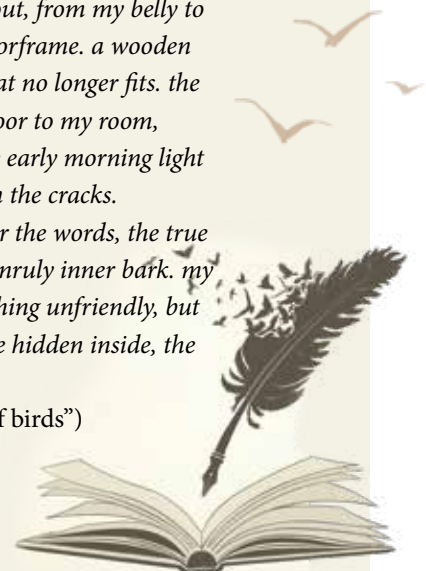 out, from my belly to
orframe. a wooden
at no longer fits. the
oor to my room,
early morning light
the cracks.
r the words, the true
nruly inner bark. my
hing unfriendly, but
e hidden inside, the
f birds”)